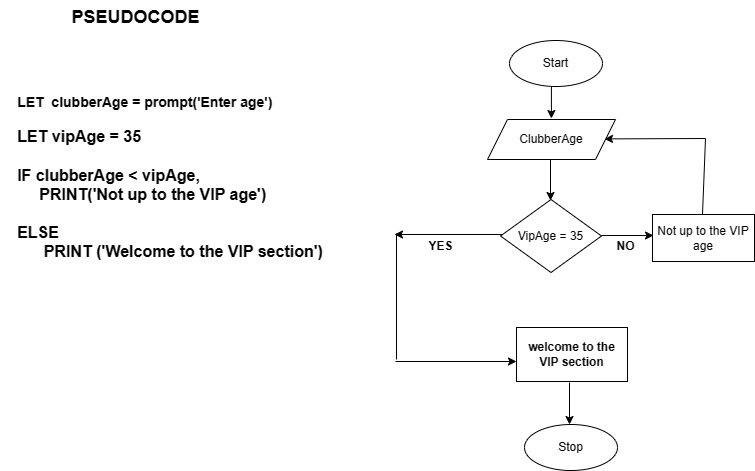 PSEUDOCODE
LET clubberAge = prompt('Enter age')
LET vipAge = 35
IF clubberAge < vipAge,
PRINT('Not up to the VIP age')
ELSE
PRINT ('Welcome to the VIP section')
Start
ClubberAge
VipAge = 35
YES
NO
Not up to the VIP
age
welcome to the
VIP section
Stop